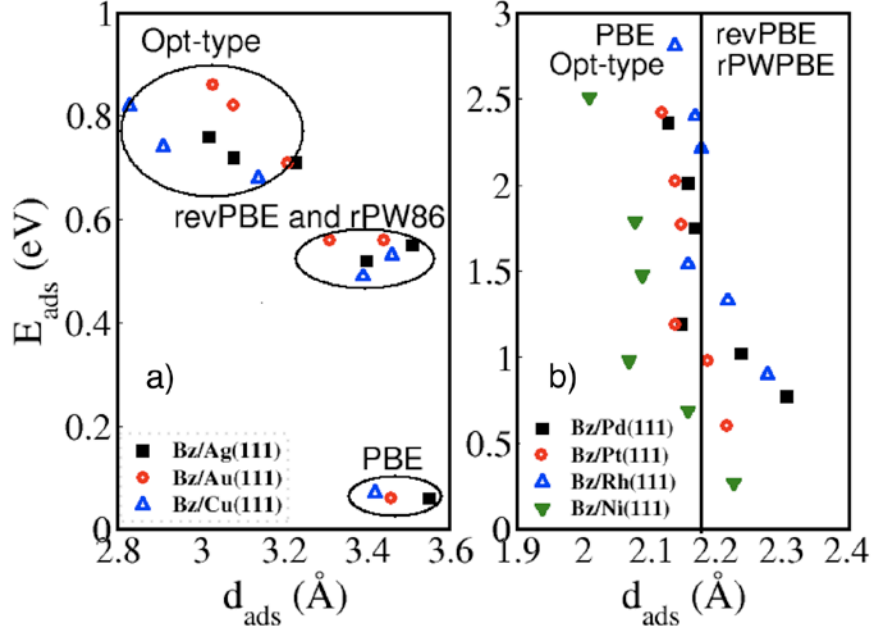 1
0.8
0.6
0.4
0.2
0
E_ads (eV)
Opt-type
revPBE and rPW86
PBE
a)
Bz/Ag(111)
Bz/Au(111)
Bz/Cu(111)
2.8
3
3.2
3.4
3.6
d_ads (Å)
3
2.5
2
1.5
1
0.5
0
PBE
Opt-type
revPBE
rPWPBE
b)
Bz/Pd(111)
Bz/Pt(111)
Bz/Rh(111)
Bz/Ni(111)
1.9
2
2.1
2.2
2.3
2.4
d_ads (Å)